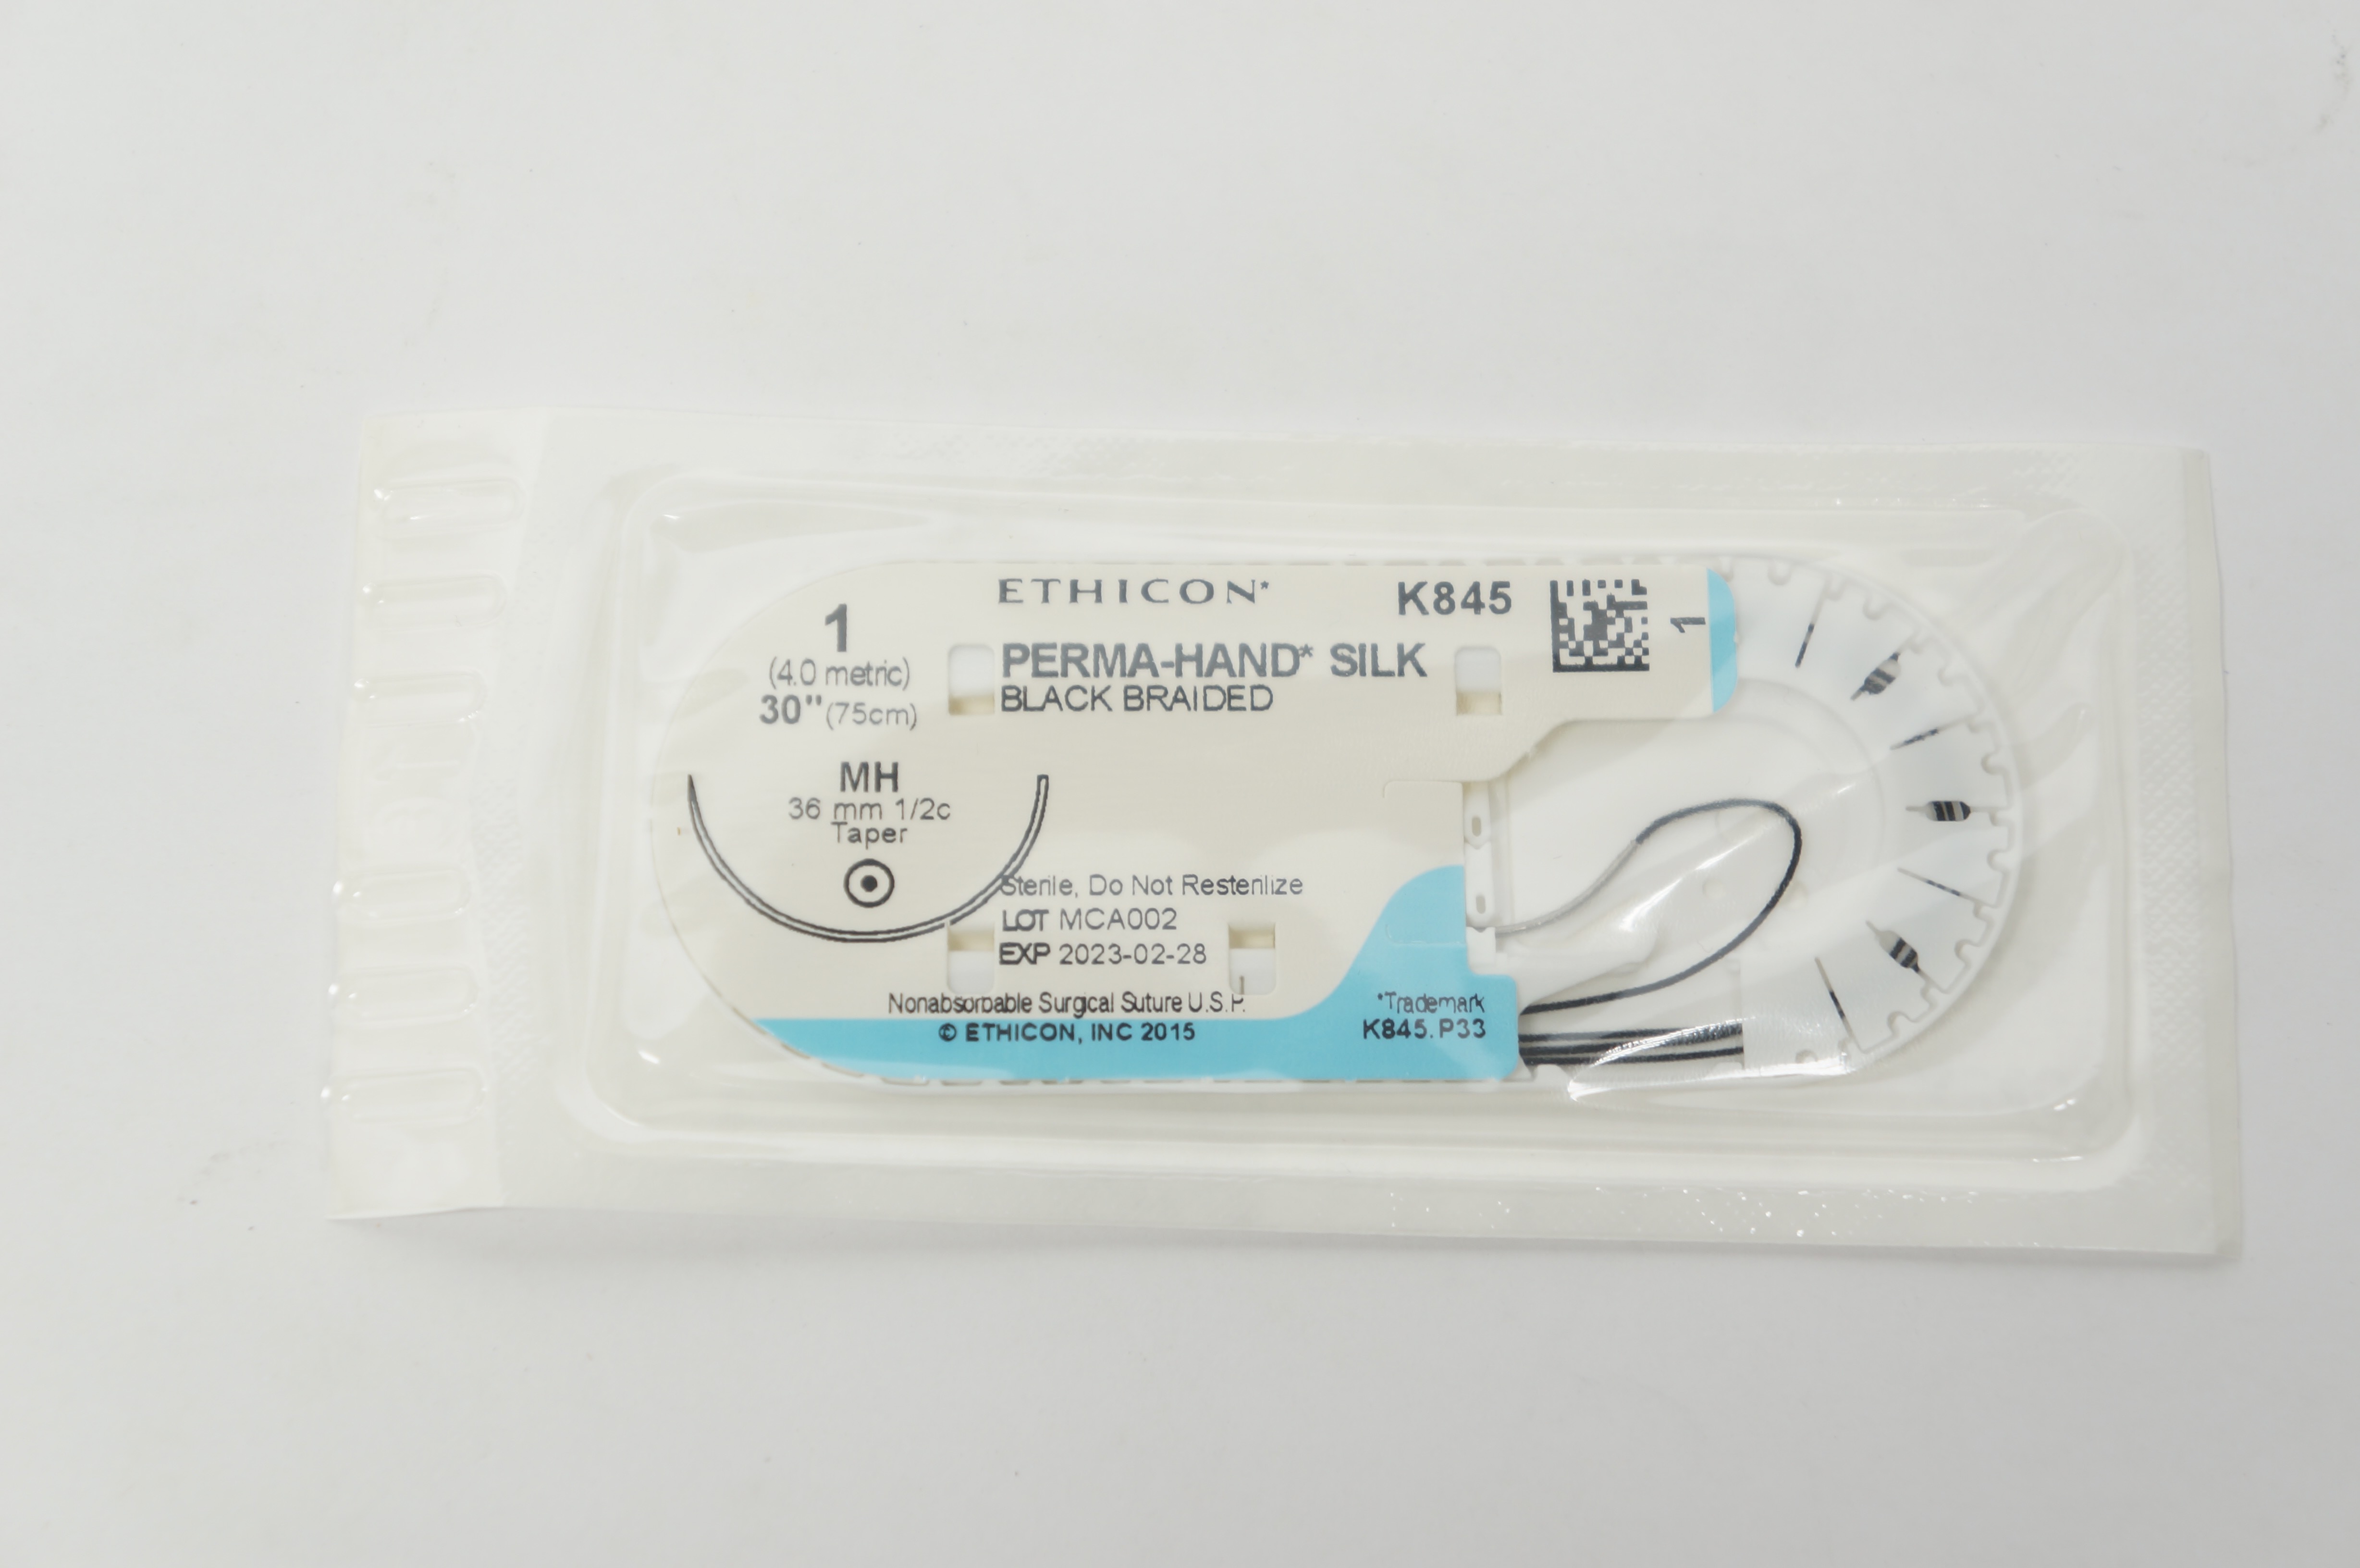 ETHICON*
K845
1
1
(4.0 metric)
30" (75cm)
PERMA-HAND* SILK
BLACK BRAIDED
MH
36 mm 1/2c
Taper
Sterile, Do Not Resterilize
LOT MCA002
EXP 2023-02-28
Nonabsorbable Surgical Suture U.S.P.
© ETHICON, INC 2015
*Trademark
K845.P33